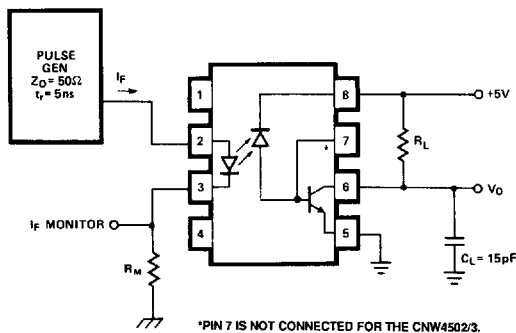 PULSE
GEN
Z_O = 50Ω
t_r = 5ns
I_F
1
2
3
4
8
7
*
6
5
+5V
R_L
V_O
C_L = 15pF
I_F MONITOR
R_M
*PIN 7 IS NOT CONNECTED FOR THE CNW4502/3.